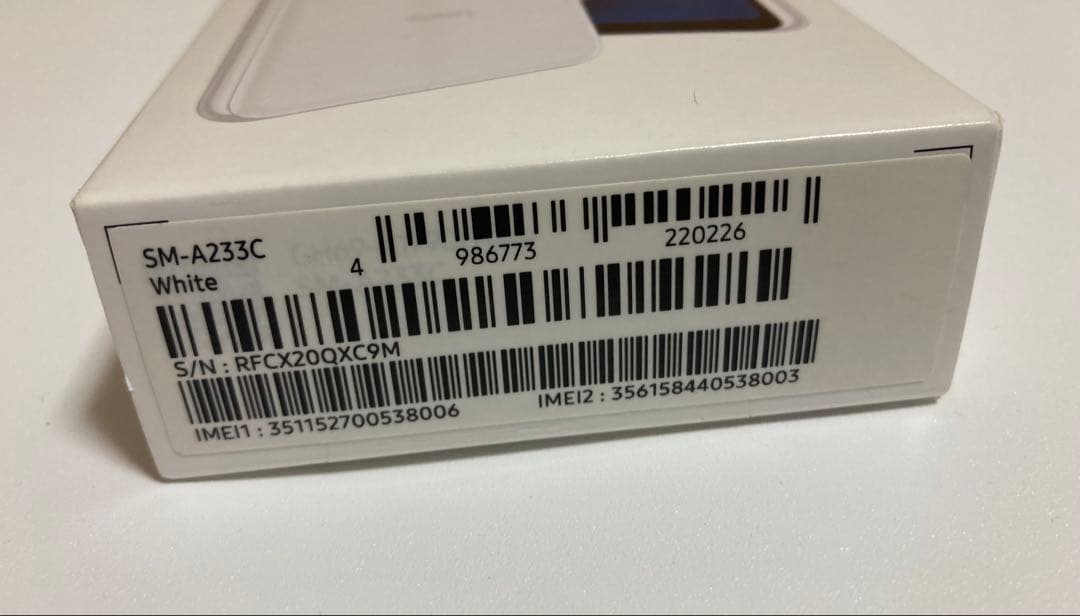 SM-A233C
White
4 986773 220226
S/N : RFCX20QXC9M
IMEI1 : 351152700538006
IMEI2 : 356158440538003